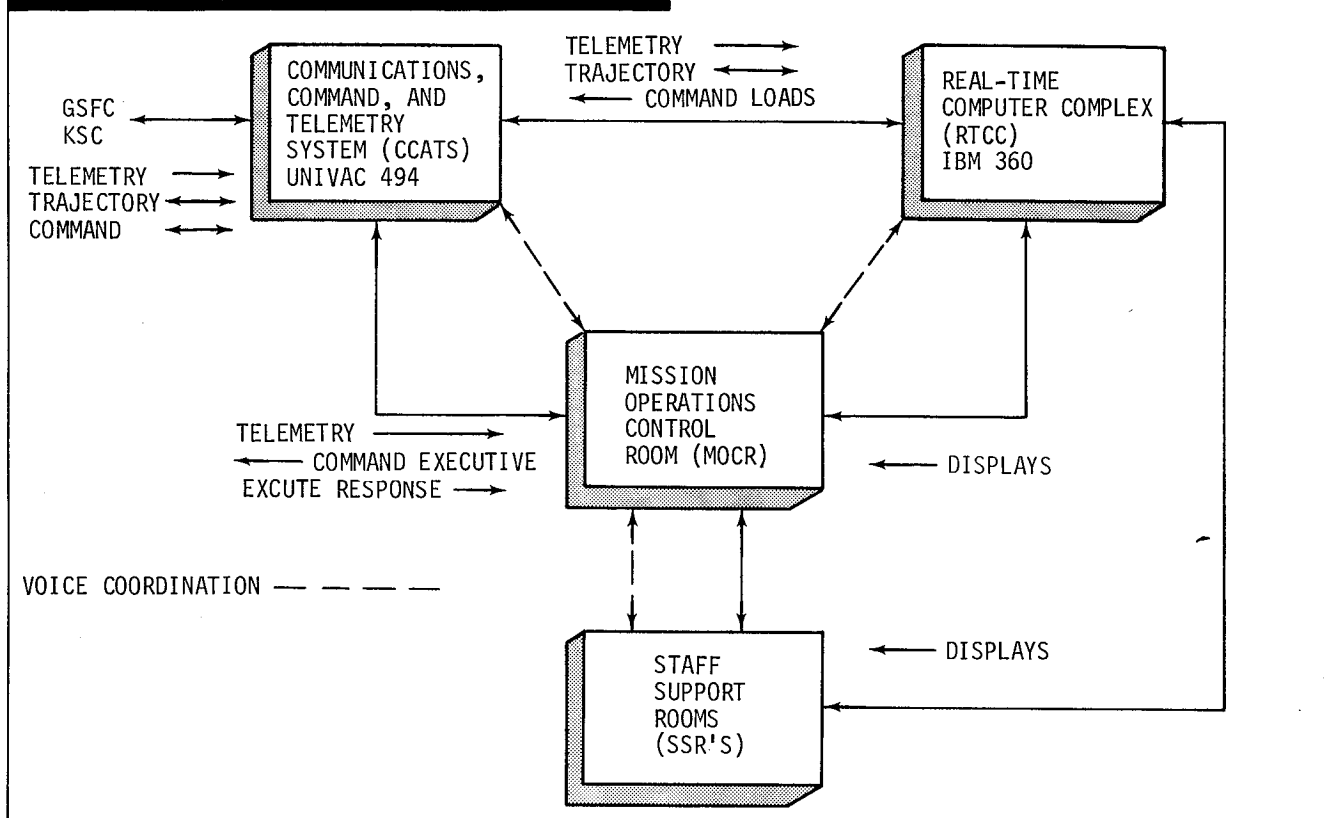 TELEMETRY
TRAJECTORY
COMMAND LOADS
COMMUNICATIONS,
COMMAND, AND
TELEMETRY
SYSTEM (CCATS)
UNIVAC 494
REAL-TIME
COMPUTER COMPLEX
(RTCC)
IBM 360
GSFC
KSC
TELEMETRY
TRAJECTORY
COMMAND
MISSION
OPERATIONS
CONTROL
ROOM (MOCR)
TELEMETRY
COMMAND EXECUTIVE
EXCUTE RESPONSE
DISPLAYS
VOICE COORDINATION
STAFF
SUPPORT
ROOMS
(SSR'S)
DISPLAYS